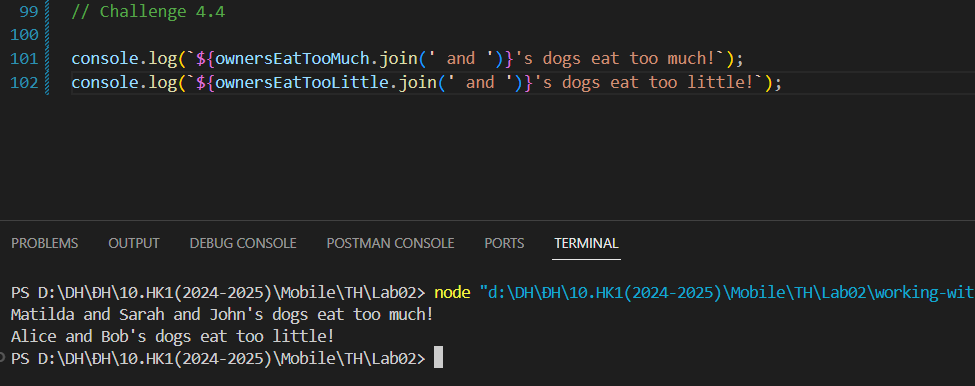 99 // Challenge 4.4
100
101 console.log(`${ownersEatTooMuch.join(' and ')}'s dogs eat too much!`);
102 console.log(`${ownersEatTooLittle.join(' and ')}'s dogs eat too little!`);
PROBLEMS OUTPUT DEBUG CONSOLE POSTMAN CONSOLE PORTS TERMINAL
PS D:\DH\ĐH\10.HK1(2024-2025)\Mobile\TH\Lab02> node "d:\DH\ĐH\10.HK1(2024-2025)\Mobile\TH\Lab02\working-wit
Matilda and Sarah and John's dogs eat too much!
Alice and Bob's dogs eat too little!
PS D:\DH\ĐH\10.HK1(2024-2025)\Mobile\TH\Lab02>